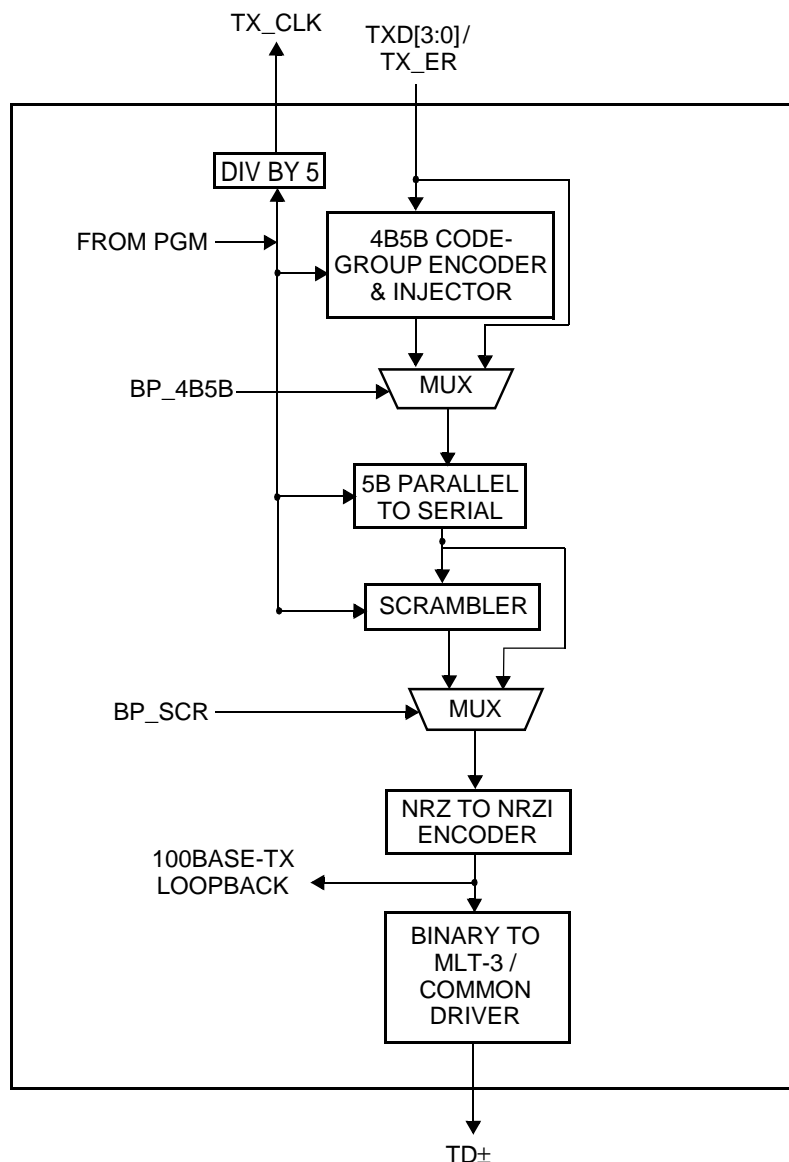 TX_CLK
TXD[3:0]/
TX_ER
DIV BY 5
FROM PGM
4B5B CODE-
GROUP ENCODER
& INJECTOR
BP_4B5B
MUX
5B PARALLEL
TO SERIAL
SCRAMBLER
BP_SCR
MUX
NRZ TO NRZI
ENCODER
100BASE-TX
LOOPBACK
BINARY TO
MLT-3 /
COMMON
DRIVER
TD±